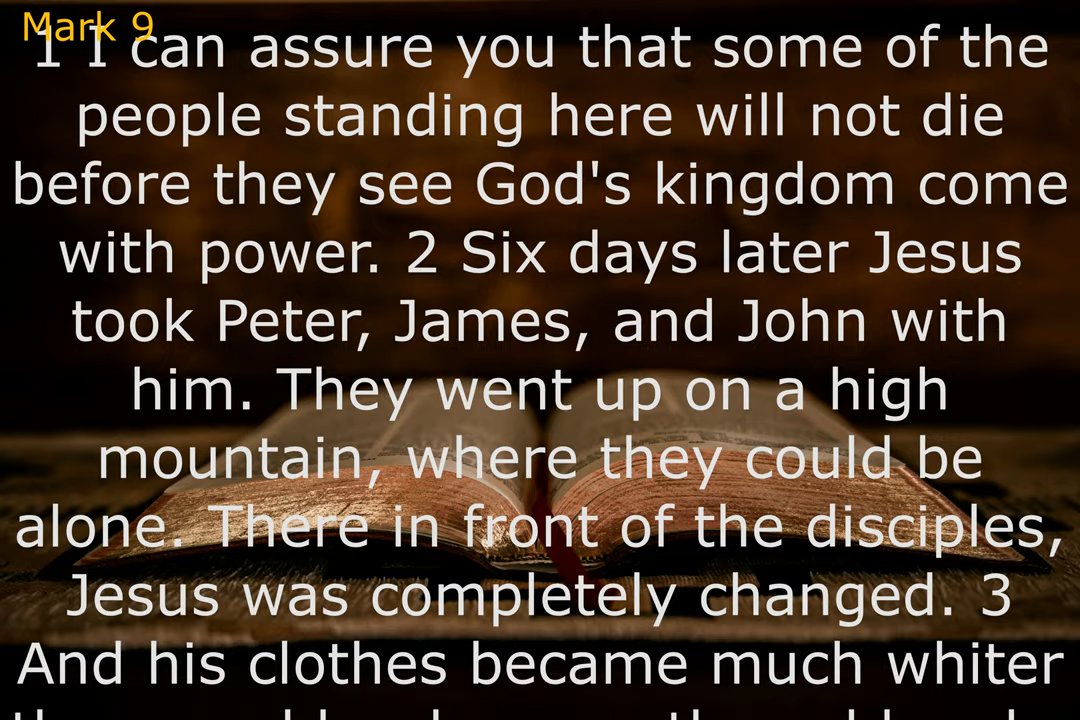 Mark 9
1 I can assure you that some of the
people standing here will not die
before they see God's kingdom come
with power. 2 Six days later Jesus
took Peter, James, and John with
him. They went up on a high
mountain, where they could be
alone. There in front of the disciples,
Jesus was completely changed. 3
And his clothes became much whiter